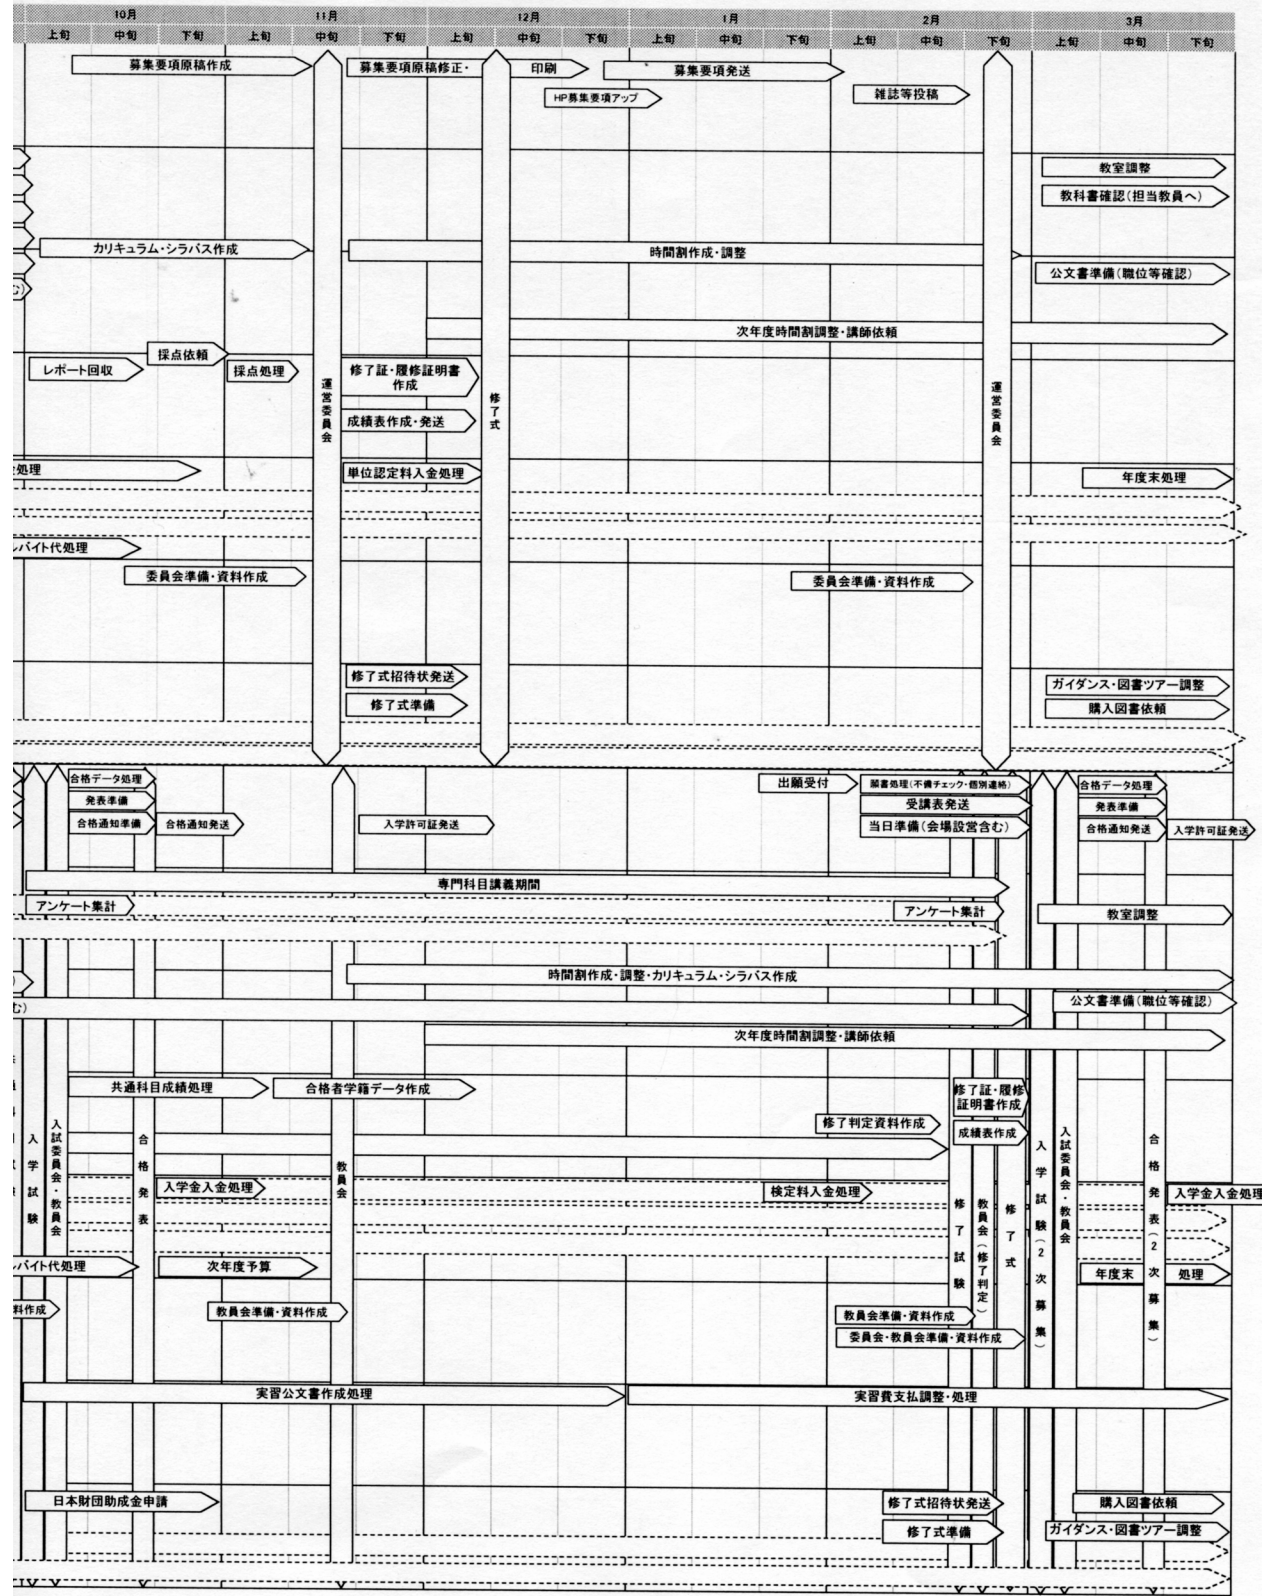 10月 11月 12月 1月 2月 3月
上旬 中旬 下旬 上旬 中旬 下旬 上旬 中旬 下旬 上旬 中旬 下旬 上旬 中旬 下旬 上旬 中旬 下旬
募集要項原稿作成 募集要項原稿修正・ 印刷 募集要項発送
HP募集要項アップ 雑誌等投稿
教室調整
教科書確認(担当教員へ)
カリキュラム・シラバス作成 時間割作成・調整
公文書準備(職位等確認)
む)
次年度時間割調整・講師依頼
採点依頼
レポート回収 採点処理 修了証・履修証明書
作成
運営委員会
修了式
運営委員会
成績表作成・発送
処理 単位認定料入金処理 年度末処理
バイト代処理
委員会準備・資料作成 委員会準備・資料作成
修了式招待状発送 ガイダンス・図書ツアー調整
修了式準備 購入図書依頼
合格データ処理 出願受付 願書処理(不備チェック・個別連絡) 合格データ処理
発表準備 受講表発送 発表準備
合格通知準備 合格通知発送 入学許可証発送 当日準備(会場設営含む) 合格通知発送 入学許可証発送
専門科目講義期間
アンケート集計 アンケート集計 教室調整
時間割作成・調整・カリキュラム・シラバス作成
む) 公文書準備(職位等確認)
次年度時間割調整・講師依頼
共通科目成績処理 合格者学籍データ作成 修了証・履修
証明書作成
修了判定資料作成 成績表作成
入学試験
入試委員会・教員会
合格発表
教員会
修了試験
教員会(修了判定)
修了式
入学試験(2次募集)
入試委員会・教員会
合格発表(2次募集)
入学金入金処理 検定料入金処理 入学金入金処理
バイト代処理 次年度予算 年度末 処理
料作成 教員会準備・資料作成 教員会準備・資料作成
委員会・教員会準備・資料作成
実習公文書作成処理 実習費支払調整・処理
日本財団助成金申請 修了式招待状発送 購入図書依頼
修了式準備 ガイダンス・図書ツアー調整